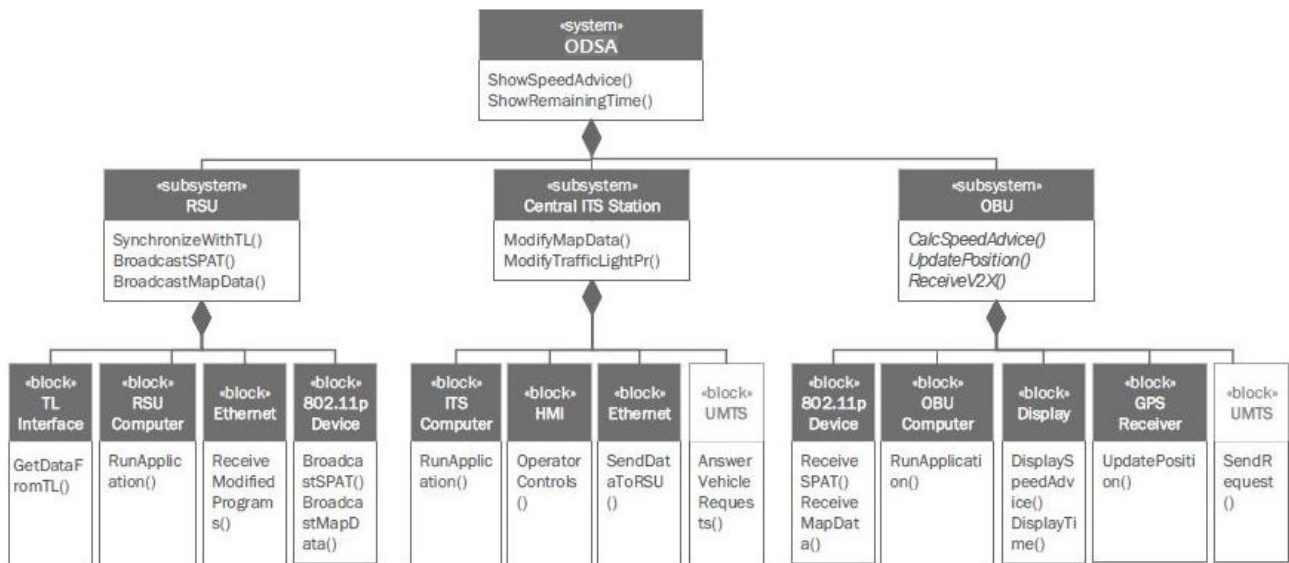 «system»
ODSA
ShowSpeedAdvice()
ShowRemainingTime()
«subsystem»
RSU
SynchronizeWithTL()
BroadcastSPAT()
BroadcastMapData()
«subsystem»
Central ITS Station
ModifyMapData()
ModifyTrafficLightPr()
«subsystem»
OBU
CalcSpeedAdvice()
UpdatePosition()
ReceiveV2X()
«block»
TL
Interface
GetDataF
romTL()
«block»
RSU
Computer
RunApplic
ation()
«block»
Ethernet
Receive
Modified
Program
s()
«block»
802.11p
Device
Broadca
stSPAT()
Broadca
stMapD
ata()
«block»
ITS
Computer
RunApplic
ation()
«block»
HMI
Operator
Controls
()
«block»
Ethernet
SendDat
aToRSU
()
«block»
UMTS
Answer
Vehicle
Reques
ts()
«block»
802.11p
Device
Receive
SPAT()
Receive
MapDat
a()
«block»
OBU
Computer
RunApplicati
on()
«block»
Display
DisplayS
peedAdv
ice()
DisplayTi
me()
«block»
GPS
Receiver
UpdatePositi
on()
«block»
UMTS
SendR
equest
()